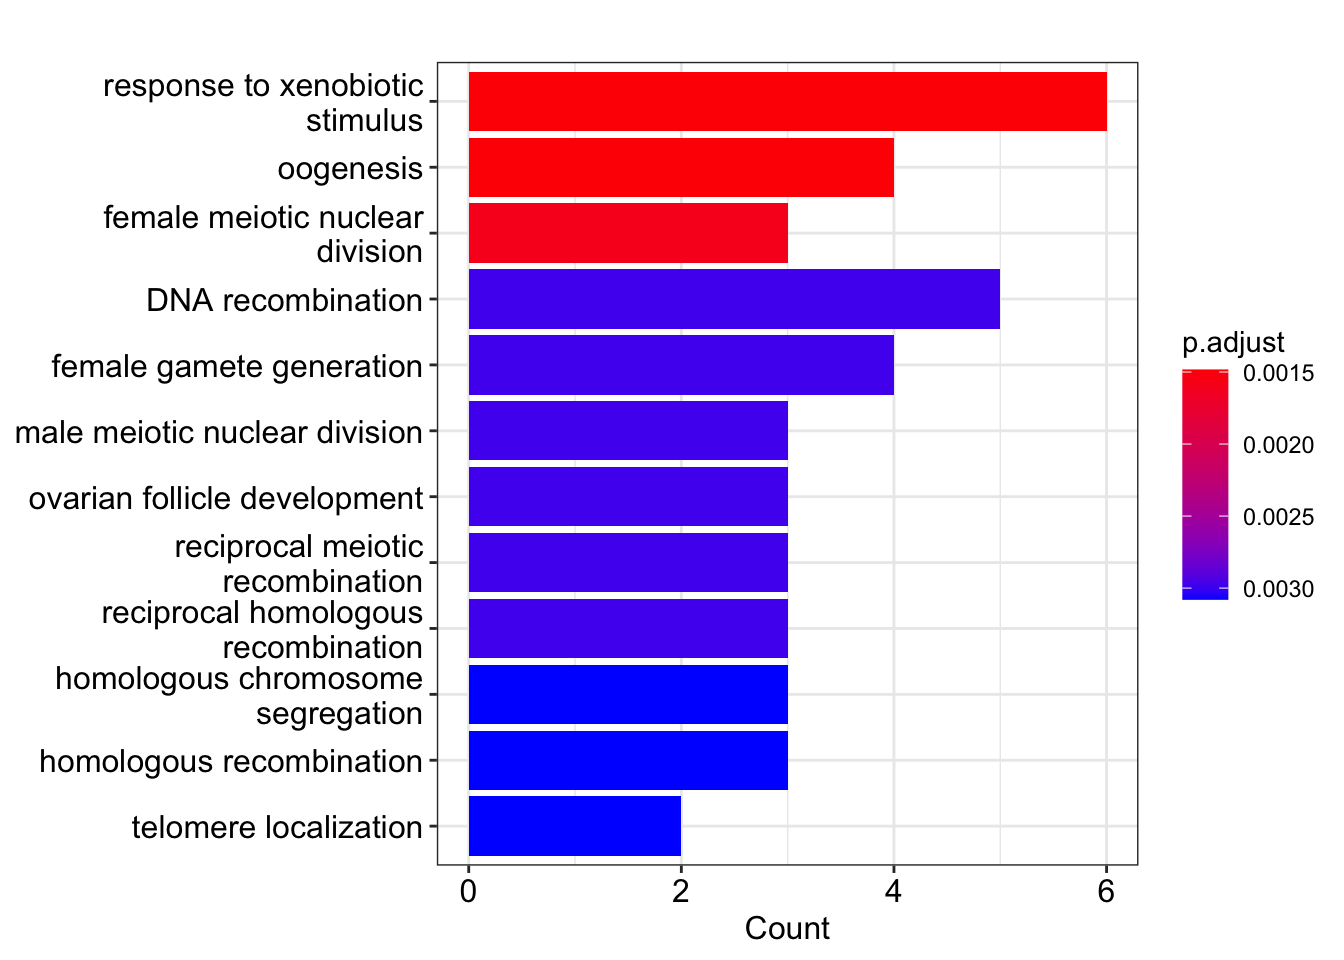 response to xenobiotic
stimulus
oogenesis
female meiotic nuclear
division
DNA recombination
female gamete generation
male meiotic nuclear division
ovarian follicle development
reciprocal meiotic
recombination
reciprocal homologous
recombination
homologous chromosome
segregation
homologous recombination
telomere localization
0 2 4 6
Count
p.adjust
0.0015
0.0020
0.0025
0.0030